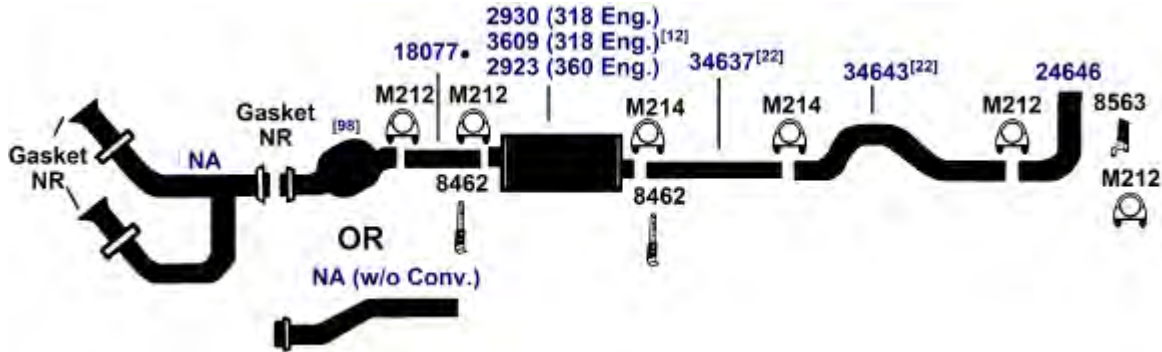 2930 (318 Eng.)
3609 (318 Eng.)[12]
2923 (360 Eng.)
18077•
34637[22]
34643[22]
24646
M212
M212
M214
M214
M212
8563
Gasket
NR
[98]
Gasket
NR
NA
8462
8462
M212
OR
NA (w/o Conv.)